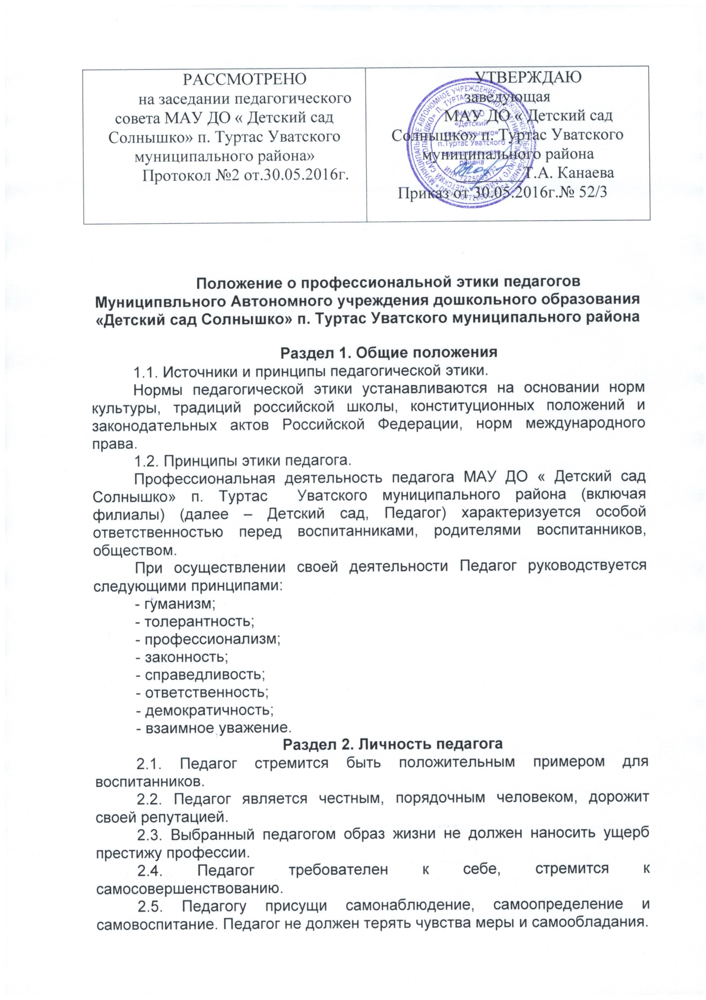 РАССМОТРЕНО
на заседании педагогического
совета МАУ ДО « Детский сад
Солнышко» п. Туртас Уватского
муниципального района»
Протокол №2 от.30.05.2016г.
УТВЕРЖДАЮ
заведующая
МАУ ДО « Детский сад
Солнышко» п. Туртас Уватского
муниципального района
Т.А. Канаева
Приказ от 30.05.2016г.№ 52/3
МАУ ДО
«Детский
сад Солнышко»
п.Туртас Уватского
муниципального
района
Положение о профессиональной этики педагогов
Муниципвльного Автономного учреждения дошкольного образования
«Детский сад Солнышко» п. Туртас Уватского муниципального района
Раздел 1. Общие положения
1.1. Источники и принципы педагогической этики.
Нормы педагогической этики устанавливаются на основании норм
культуры, традиций российской школы, конституционных положений и
законодательных актов Российской Федерации, норм международного
права.
1.2. Принципы этики педагога.
Профессиональная деятельность педагога МАУ ДО « Детский сад
Солнышко» п. Туртас Уватского муниципального района (включая
филиалы) (далее – Детский сад, Педагог) характеризуется особой
ответственностью перед воспитанниками, родителями воспитанников,
обществом.
При осуществлении своей деятельности Педагог руководствуется
следующими принципами:
- гуманизм;
- толерантность;
- профессионализм;
- законность;
- справедливость;
- ответственность;
- демократичность;
- взаимное уважение.
Раздел 2. Личность педагога
2.1. Педагог стремится быть положительным примером для
воспитанников.
2.2. Педагог является честным, порядочным человеком, дорожит
своей репутацией.
2.3. Выбранный педагогом образ жизни не должен наносить ущерб
престижу профессии.
2.4. Педагог требователен к себе, стремится к
самосовершенствованию.
2.5. Педагогу присущи самонаблюдение, самоопределение и
самовоспитание. Педагог не должен терять чувства меры и самообладания.